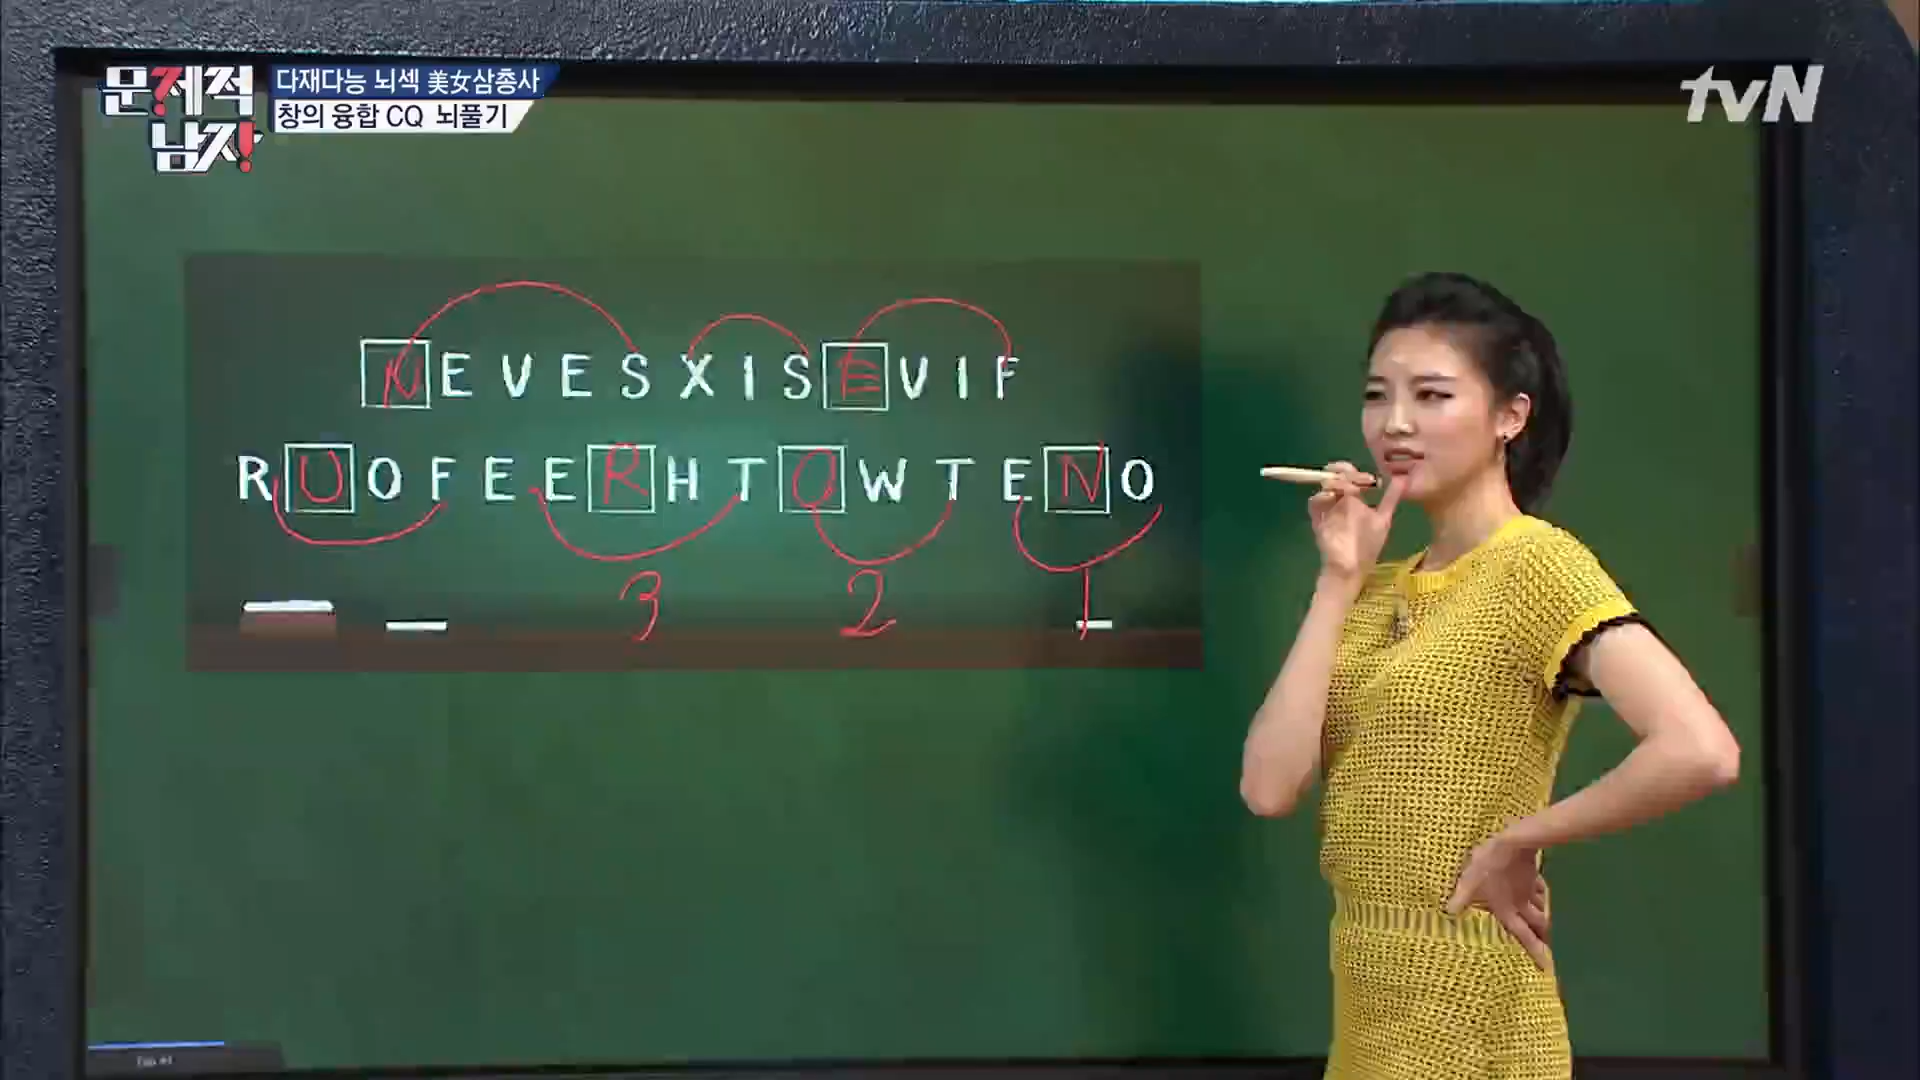 문제적
남자
다재다능 뇌섹 美女삼총사
창의 융합 CQ 뇌풀기
tvN
NEVESXISEVIF
RUOFEERHTOWTENO
3 2 1